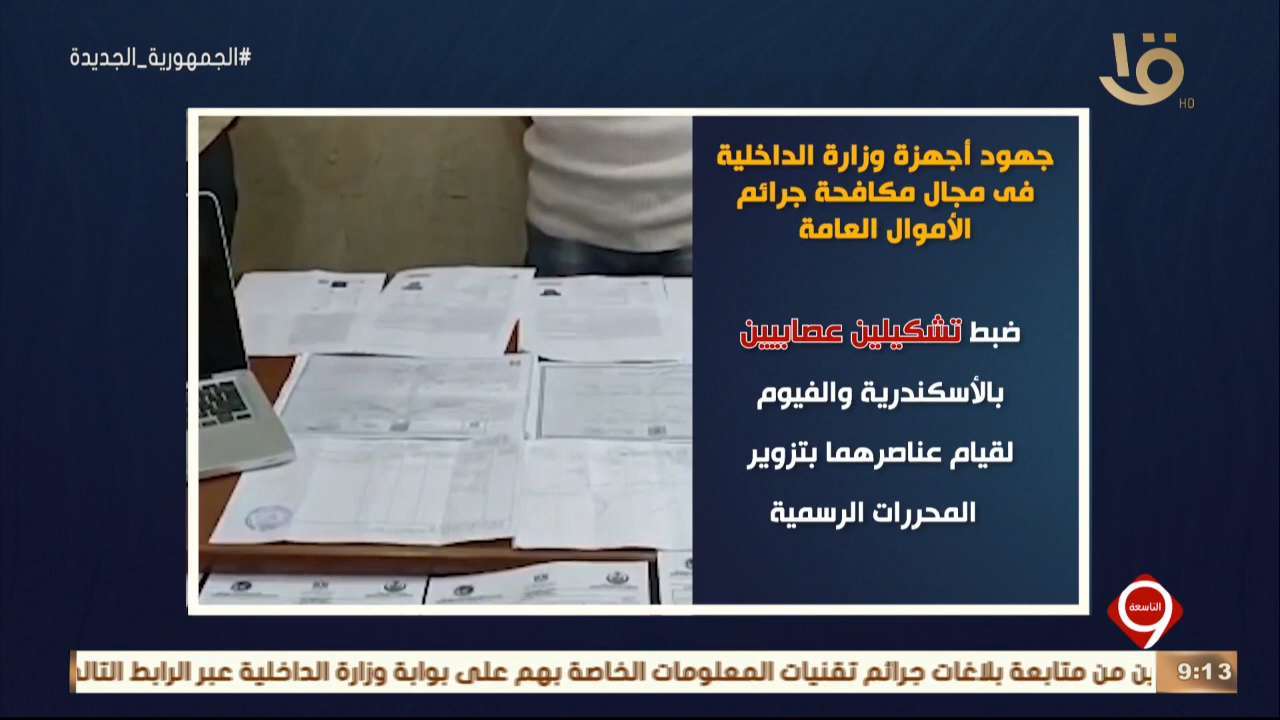 #الجمهورية_الجديدة
HD
جهود أجهزة وزارة الداخلية
فى مجال مكافحة جرائم
الأموال العامة
ضبط تشكيلين عصابيين
بالأسكندرية والفيوم
لقيام عناصرهما بتزوير
المحررات الرسمية
التاسعة
9
9:13
من متابعة بلاغات جرائم تقنيات المعلومات الخاصة بهم على بوابة وزارة الداخلية عبر الرابط